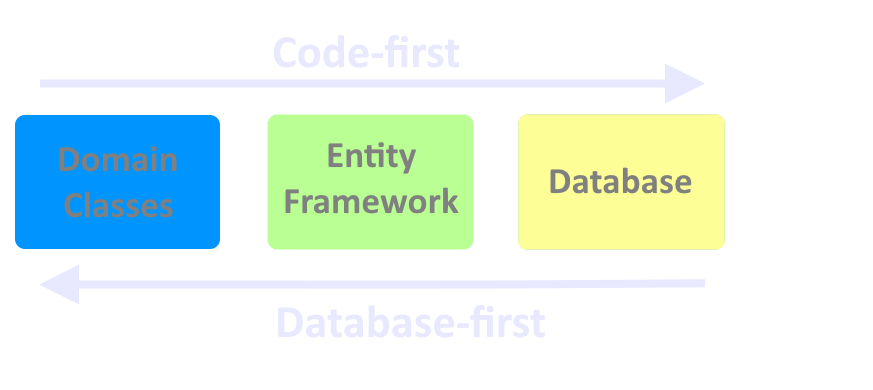 Code-first
Domain
Classes
Entity
Framework
Database
Database-first